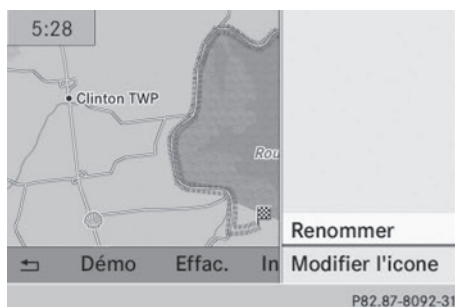 5:28
Clinton TWP
Rou
Renommer
Démo Effac. In Modifier l'icone
P82.87-8092-31